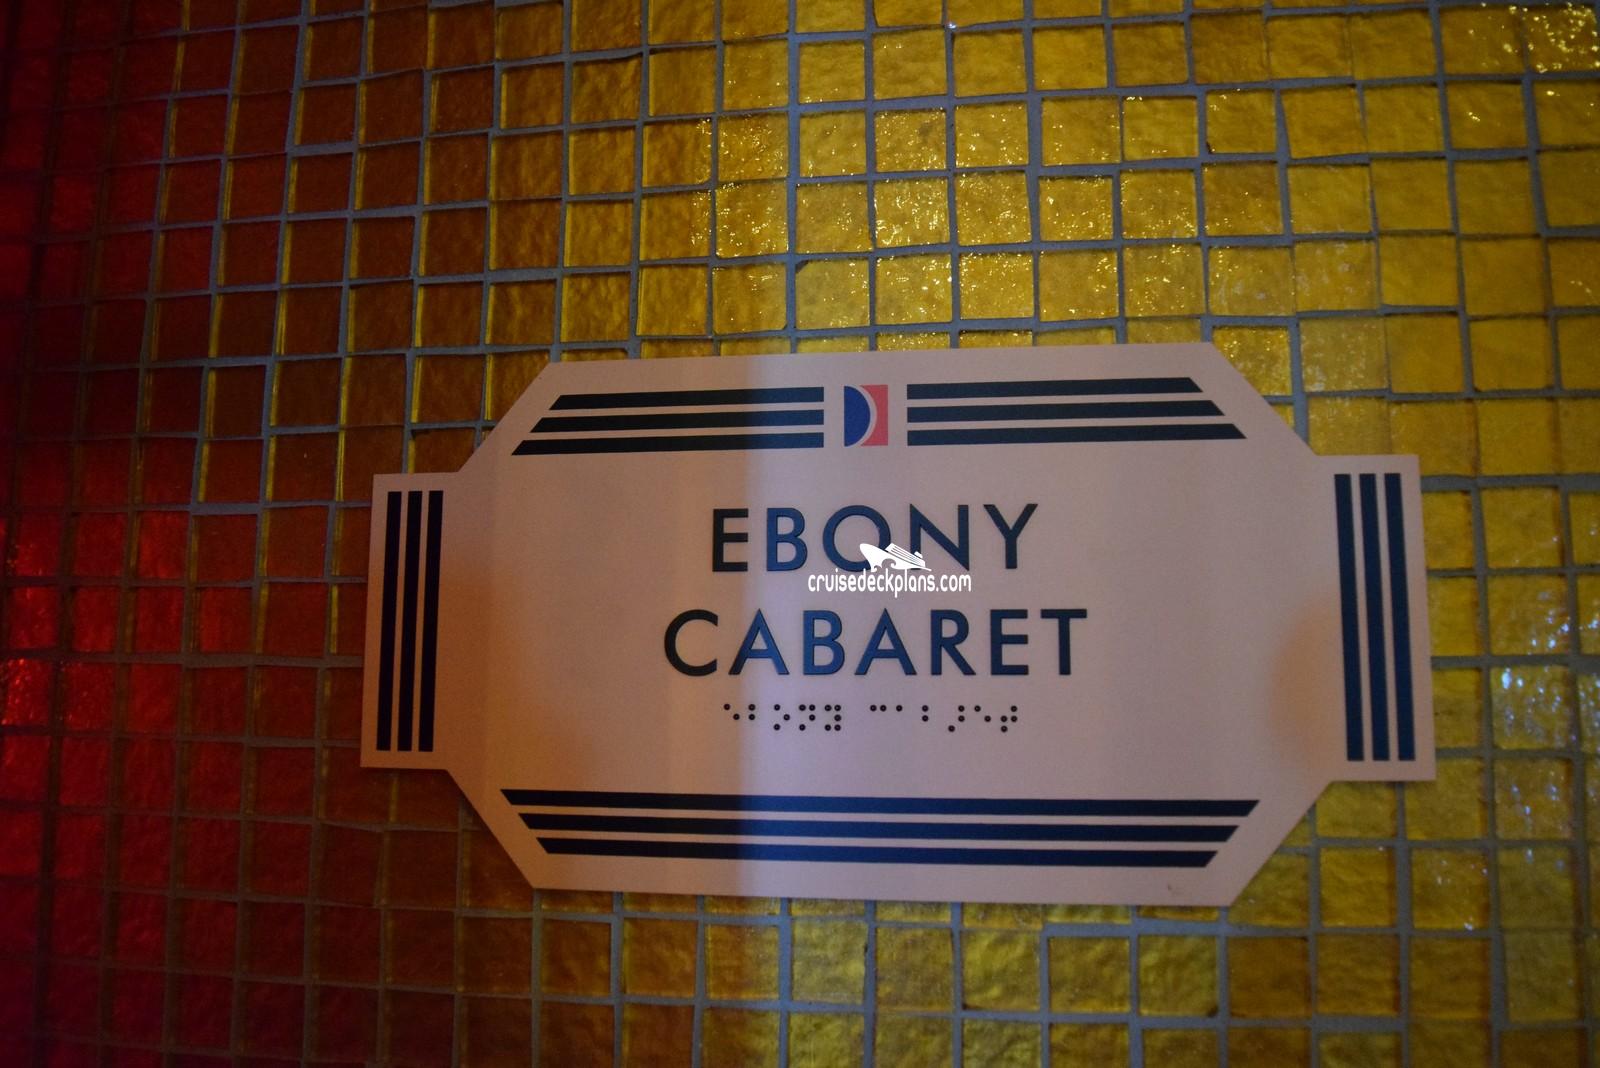 EBONY
cruisedeckplans.com
CABARET
⠑⠃⠕⠝⠽ ⠉⠁⠃⠜⠑⠞